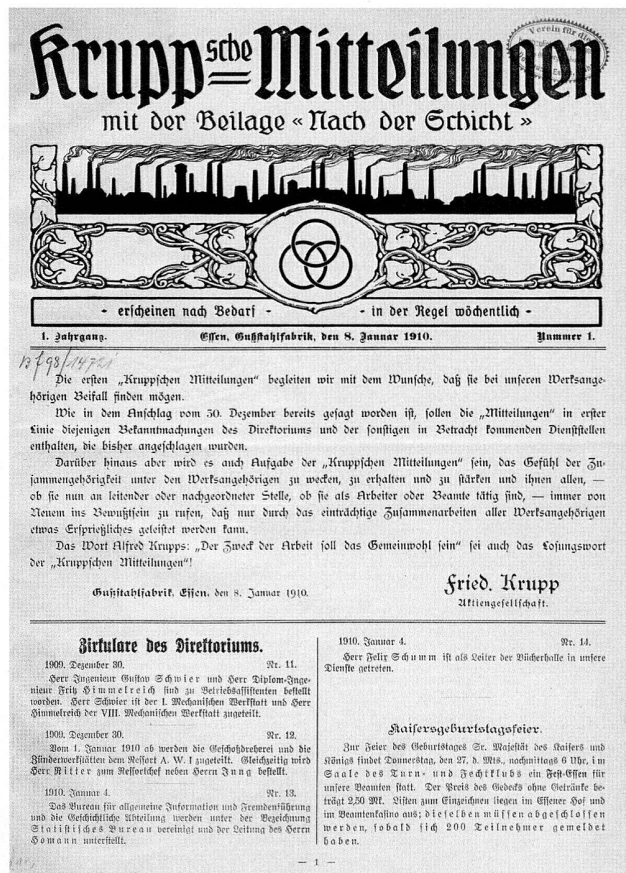 Kruppsche Mitteilungen
mit der Beilage « Nach der Schicht »
- erscheinen nach Bedarf - - in der Regel wöchentlich -
1. Jahrgang. Essen, Gußstahlfabrik, den 8. Januar 1910. Nummer 1.
Die ersten „Kruppschen Mitteilungen“ begleiten wir mit dem Wunsche, daß sie bei unseren Werksange-
hörigen Beifall finden mögen.
Wie in dem Anschlag vom 30. Dezember bereits gesagt worden ist, sollen die „Mitteilungen“ in erster
Linie diejenigen Bekanntmachungen des Direktoriums und der sonstigen in Betracht kommenden Dienststellen
enthalten, die bisher angeschlagen wurden.
Darüber hinaus aber wird es auch Aufgabe der „Kruppschen Mitteilungen“ sein, das Gefühl der Zu-
sammengehörigkeit unter den Werksangehörigen zu wecken, zu erhalten und zu stärken und ihnen allen, —
ob sie nun an leitender oder nachgeordneter Stelle, ob sie als Arbeiter oder Beamte tätig sind, — immer von
Neuem ins Bewußtsein zu rufen, daß nur durch das einträchtige Zusammenarbeiten aller Werksangehörigen
etwas Ersprießliches geleistet werden kann.
Das Wort Alfred Krupps: „Der Zweck der Arbeit soll das Gemeinwohl sein“ sei auch das Losungswort
der „Kruppschen Mitteilungen“!
Gußstahlfabrik Essen, den 8. Januar 1910.
Fried. Krupp
Aktiengesellschaft.
Zirkulare des Direktoriums.
1909. Dezember 30. Nr. 11.
Herr Ingenieur Gustav Schwier und Herr Diplom-Inge-
nieur Fritz Himmelreich sind zu Betriebsassistenten bestellt
worden. Herr Schwier ist der I. Mechanischen Werkstatt und Herr
Himmelreich der VIII. Mechanischen Werkstatt zugeteilt.
1909. Dezember 30. Nr. 12.
Vom 1. Januar 1910 ab werden die Geschoßdreherei und die
Zünderwerkstätten dem Ressort A. W. I zugeteilt. Gleichzeitig wird
Herr Ritter zum Ressortchef neben Herrn Jung bestellt.
1910. Januar 4. Nr. 13.
Das Bureau für allgemeine Information und Fremdenführung
und die Geschichtliche Abteilung werden unter der Bezeichnung
Statistisches Bureau vereinigt und der Leitung des Herrn
Homann unterstellt.
1910. Januar 4. Nr. 14.
Herr Felix Schumm ist als Leiter der Bücherhalle in unsere
Dienste getreten.
Kaisersgeburtstagsfeier.
Zur Feier des Geburtstages Sr. Majestät des Kaisers und
Königs findet Donnerstag, den 27. d. Mts., nachmittags 6 Uhr, im
Saale des Turn- und Fechtklubs ein Fest-Essen für
unsere Beamten statt. Der Preis des Gedecks ohne Getränke be-
trägt 2,50 Mk. Listen zum Einzeichnen liegen im Essener Hof und
im Beamtenkasino aus; dieselben müssen abgeschlossen
werden, sobald sich 200 Teilnehmer gemeldet
haben.
— 1 —